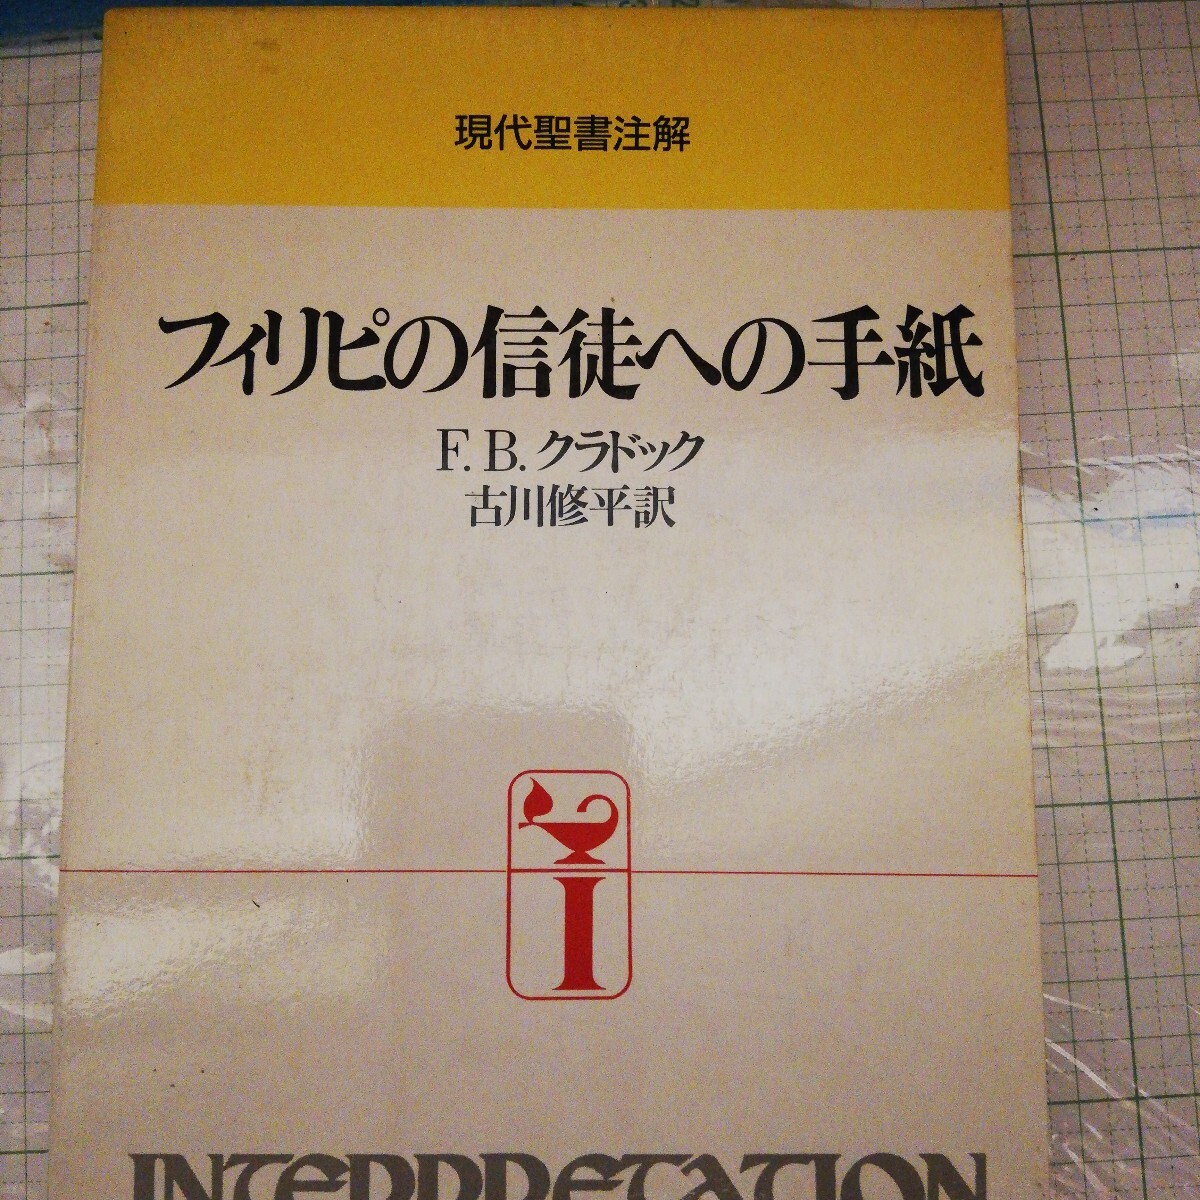 現代聖書注解
フィリピの信徒への手紙
F. B. クラドック
古川修平訳
I
INTERPRETATION